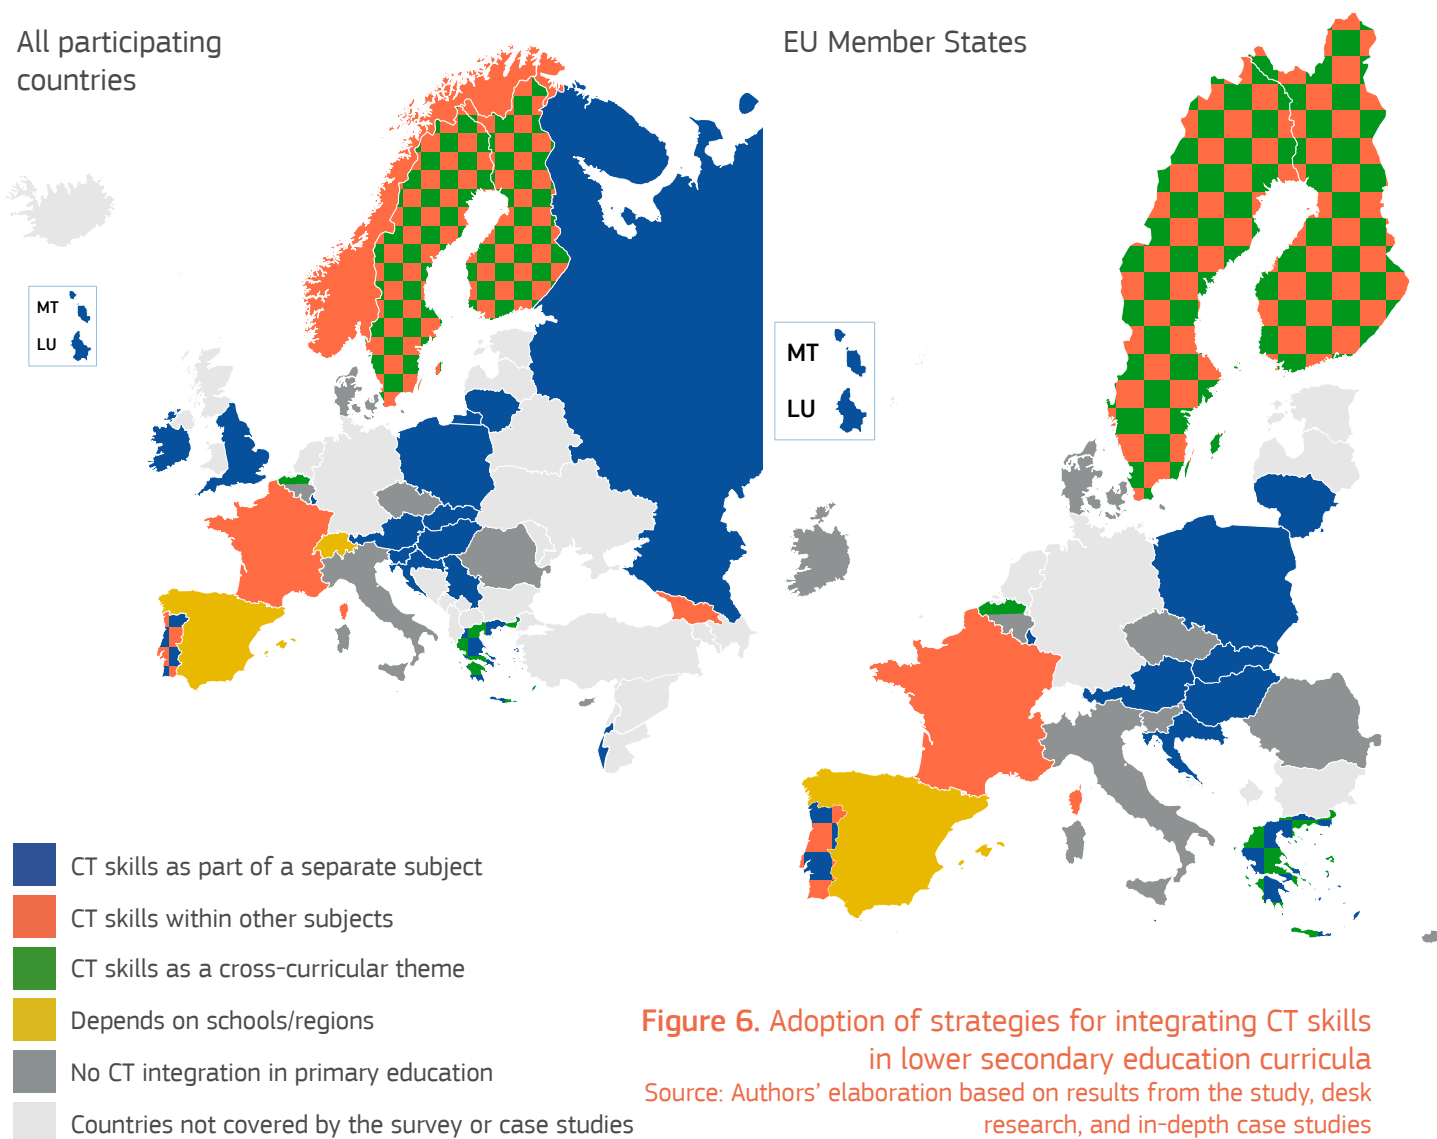 All participating
countries
EU Member States
MT
LU
MT
LU
CT skills as part of a separate subject
CT skills within other subjects
CT skills as a cross-curricular theme
Depends on schools/regions
No CT integration in primary education
Countries not covered by the survey or case studies
Figure 6. Adoption of strategies for integrating CT skills
in lower secondary education curricula
Source: Authors’ elaboration based on results from the study, desk
research, and in-depth case studies